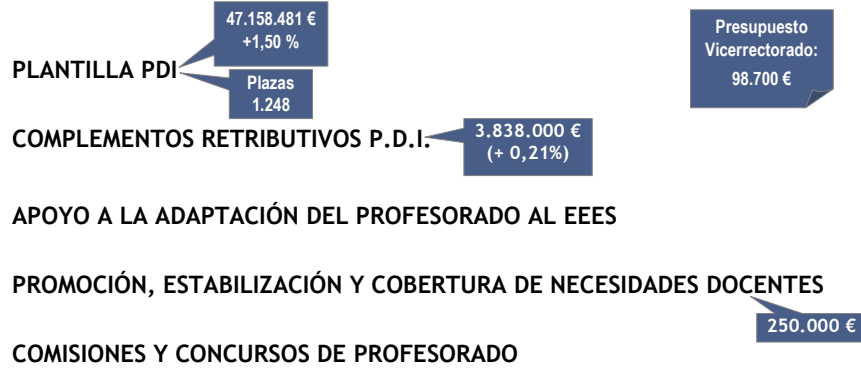 47.158.481 €
+1,50 %
Presupuesto
Vicerrectorado:
98.700 €
PLANTILLA PDI
Plazas
1.248
COMPLEMENTOS RETRIBUTIVOS P.D.I.
3.838.000 €
(+ 0,21%)
APOYO A LA ADAPTACIÓN DEL PROFESORADO AL EEES
PROMOCIÓN, ESTABILIZACIÓN Y COBERTURA DE NECESIDADES DOCENTES
250.000 €
COMISIONES Y CONCURSOS DE PROFESORADO